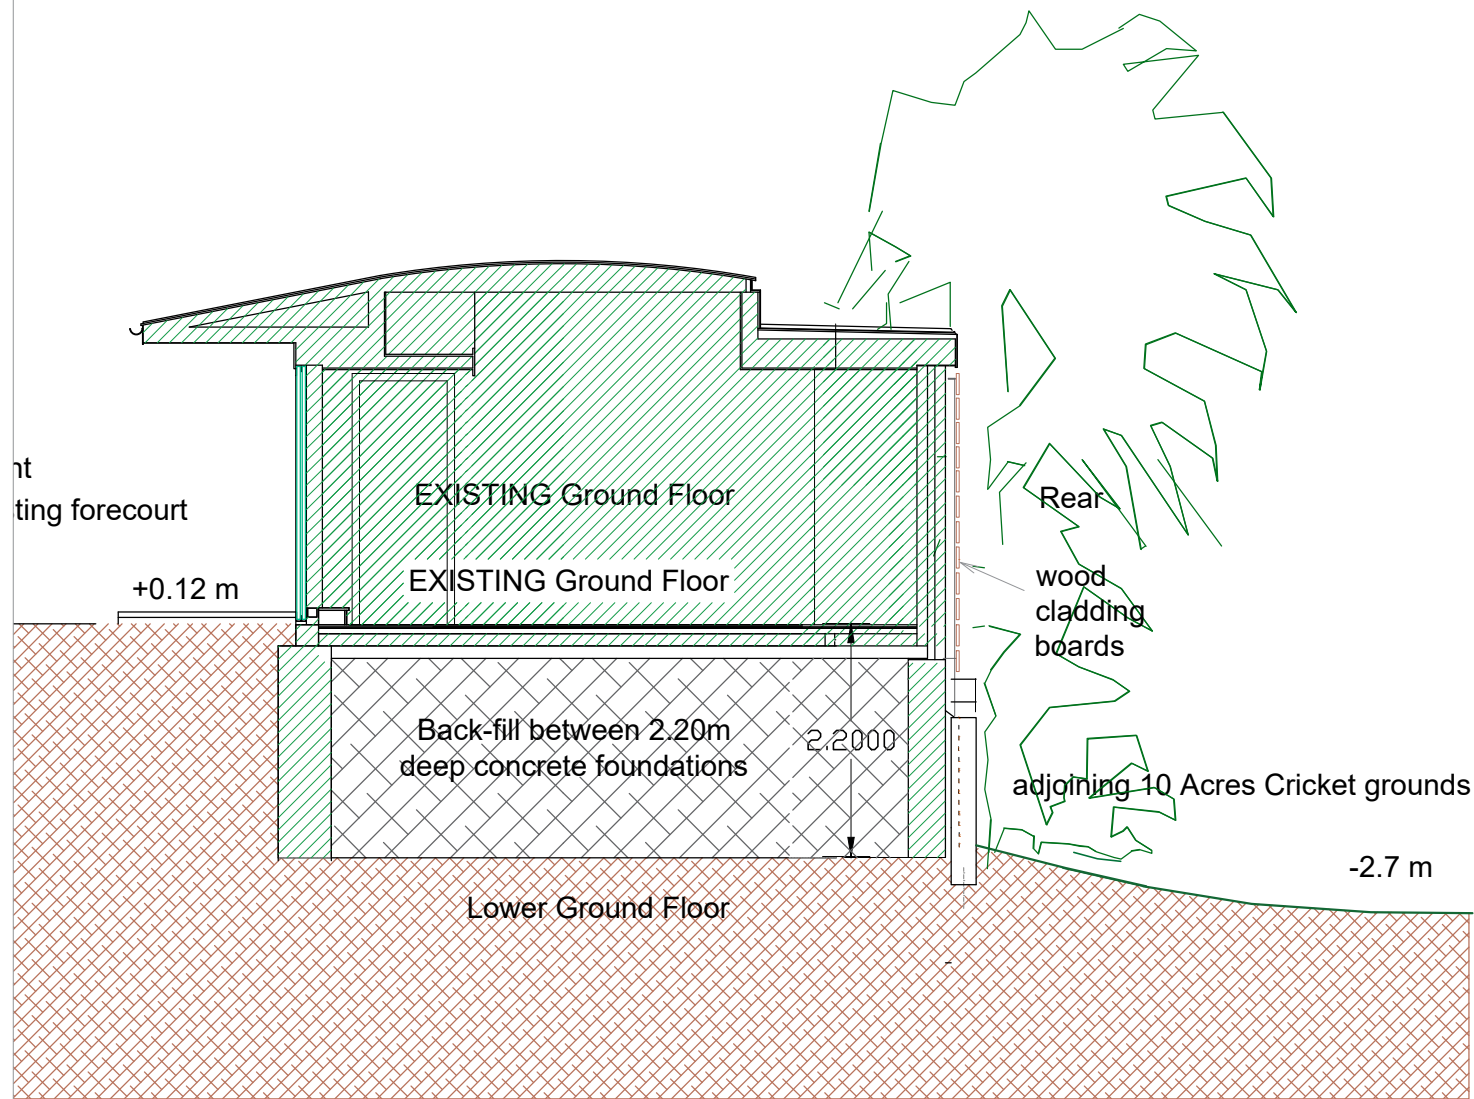 nt
ting forecourt
+0.12 m
EXISTING Ground Floor
EXISTING Ground Floor
Rear
wood
cladding
boards
Back-fill between 2.20m
deep concrete foundations
2.2000
adjoining 10 Acres Cricket grounds
-2.7 m
Lower Ground Floor